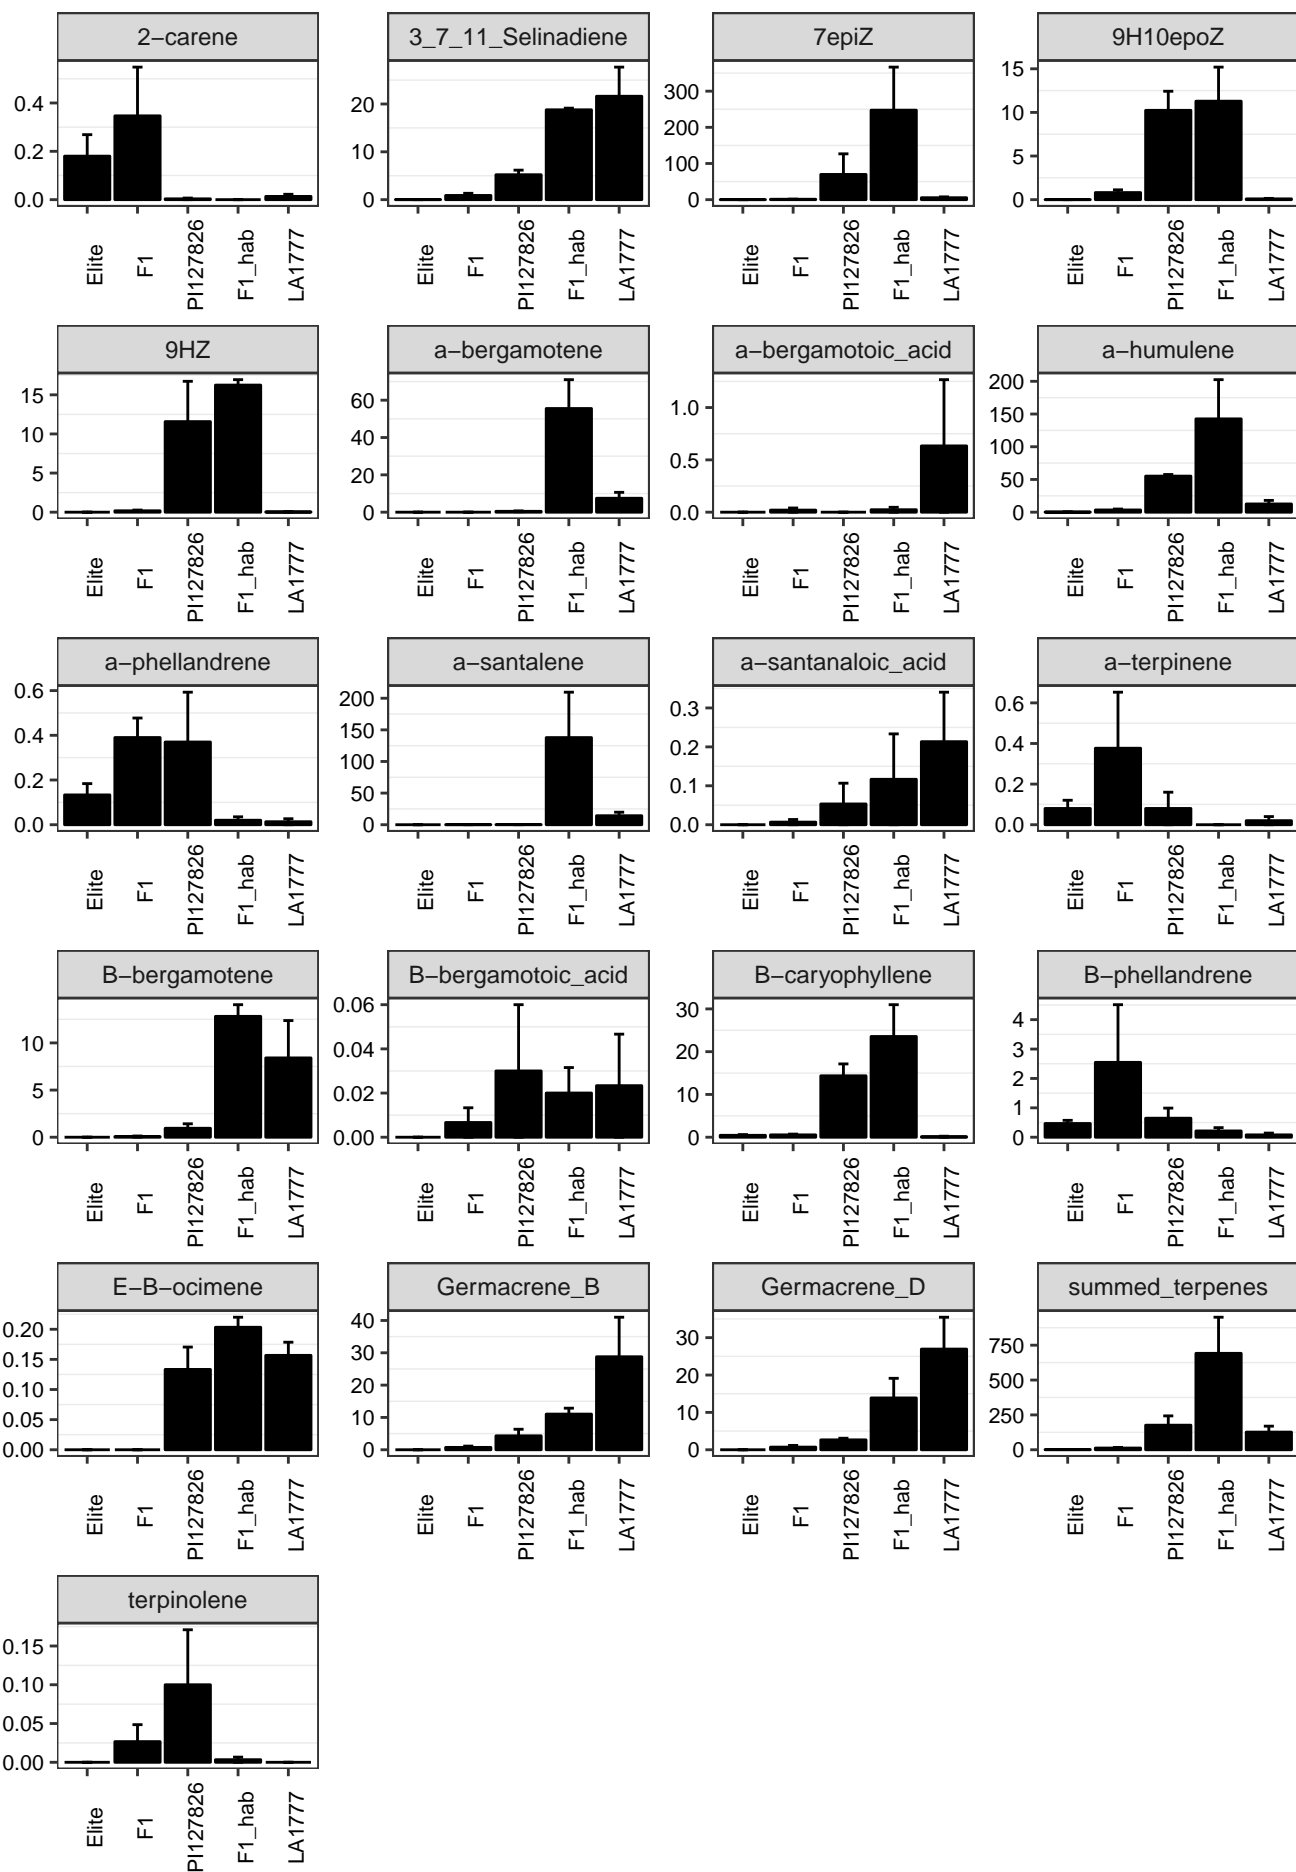 2−carene
3_7_11_Selinadiene
7epiZ
9H10epoZ
0.4
0.2
0.0
20
10
0
300
200
100
0
15
10
5
0
Elite
F1
PI127826
F1_hab
LA1777
Elite
F1
PI127826
F1_hab
LA1777
Elite
F1
PI127826
F1_hab
LA1777
Elite
F1
PI127826
F1_hab
LA1777
9HZ
a−bergamotene
a−bergamotoic_acid
a−humulene
15
10
5
0
60
40
20
0
1.0
0.5
0.0
200
150
100
50
0
Elite
F1
PI127826
F1_hab
LA1777
Elite
F1
PI127826
F1_hab
LA1777
Elite
F1
PI127826
F1_hab
LA1777
Elite
F1
PI127826
F1_hab
LA1777
a−phellandrene
a−santalene
a−santanaloic_acid
a−terpinene
0.6
0.4
0.2
0.0
200
150
100
50
0
0.3
0.2
0.1
0.0
0.6
0.4
0.2
0.0
Elite
F1
PI127826
F1_hab
LA1777
Elite
F1
PI127826
F1_hab
LA1777
Elite
F1
PI127826
F1_hab
LA1777
Elite
F1
PI127826
F1_hab
LA1777
B−bergamotene
B−bergamotoic_acid
B−caryophyllene
B−phellandrene
10
5
0
0.06
0.04
0.02
0.00
30
20
10
0
4
3
2
1
0
Elite
F1
PI127826
F1_hab
LA1777
Elite
F1
PI127826
F1_hab
LA1777
Elite
F1
PI127826
F1_hab
LA1777
Elite
F1
PI127826
F1_hab
LA1777
E−B−ocimene
Germacrene_B
Germacrene_D
summed_terpenes
0.20
0.15
0.10
0.05
0.00
40
30
20
10
0
30
20
10
0
750
500
250
0
Elite
F1
PI127826
F1_hab
LA1777
Elite
F1
PI127826
F1_hab
LA1777
Elite
F1
PI127826
F1_hab
LA1777
Elite
F1
PI127826
F1_hab
LA1777
terpinolene
0.15
0.10
0.05
0.00
Elite
F1
PI127826
F1_hab
LA1777